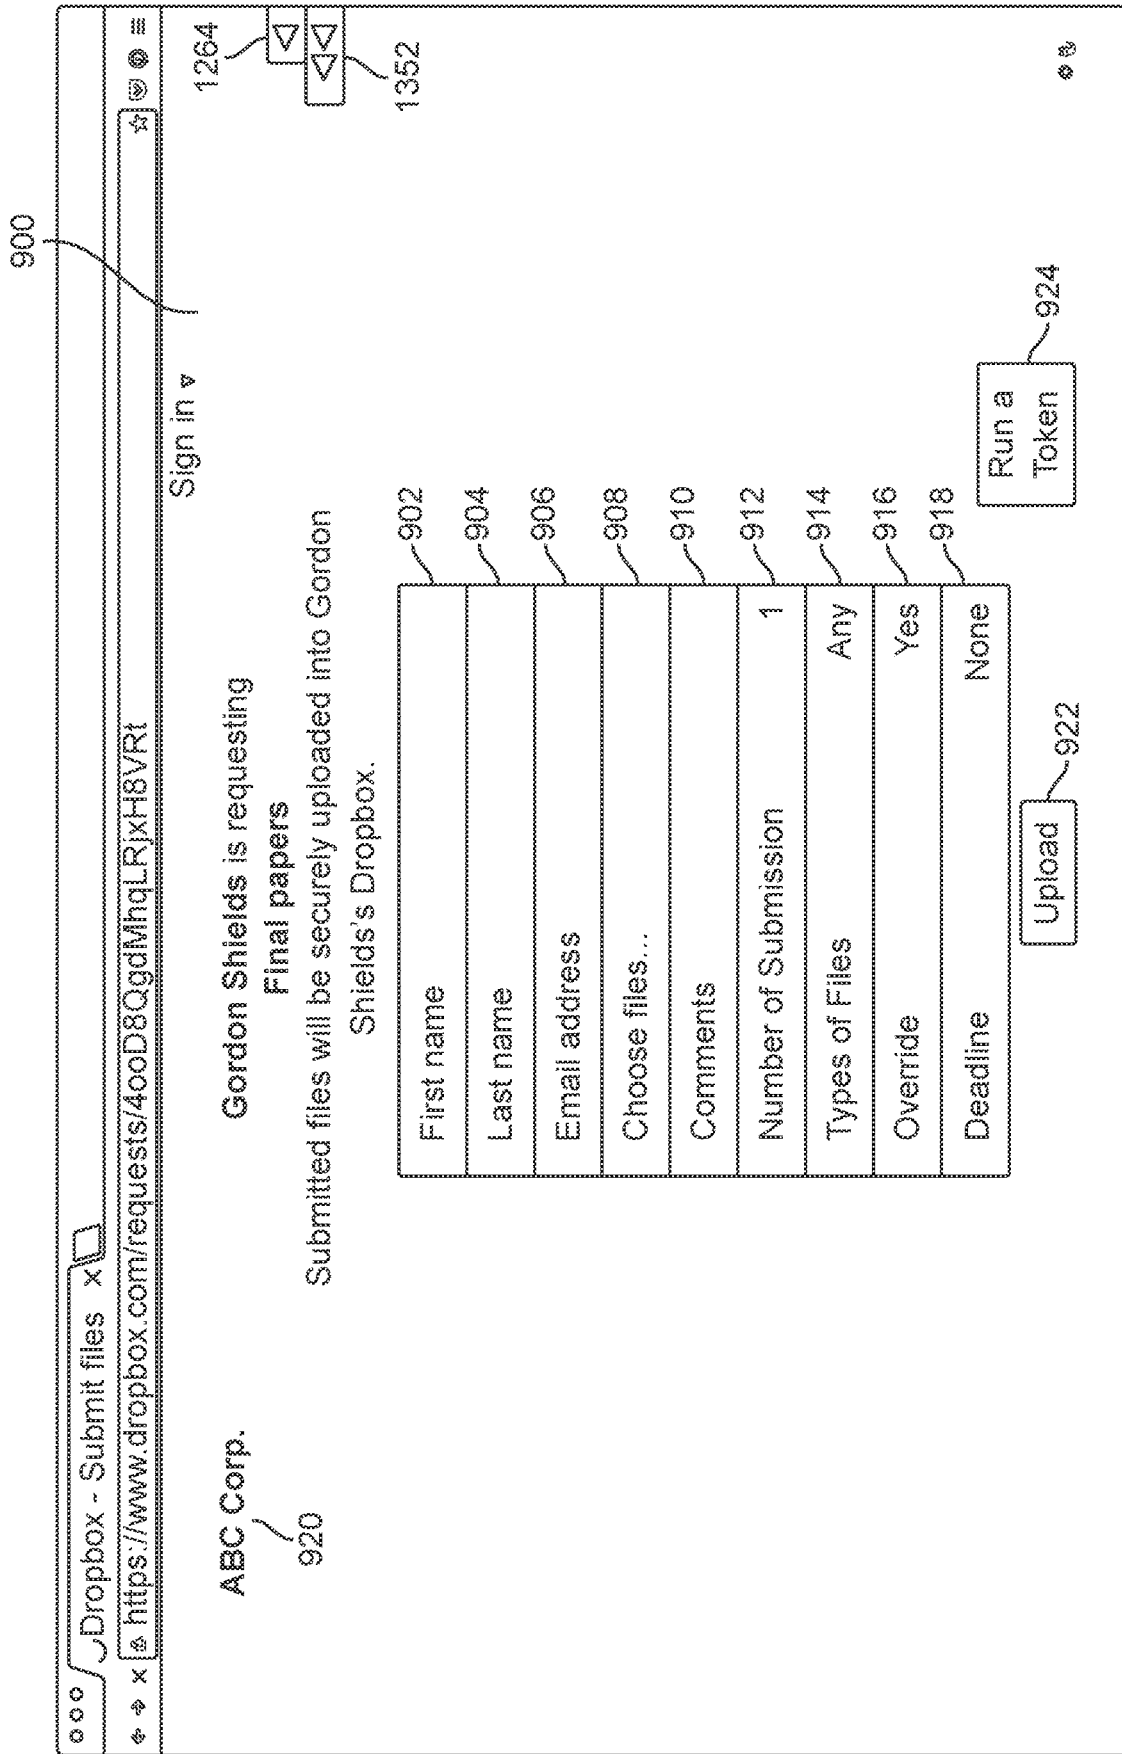 900
Dropbox - Submit files x
https://www.dropbox.com/requests/4ooD8QgdMhqLRjxH8VRt
Sign in
1264
1352
ABC Corp.
920
Gordon Shields is requesting
Final papers
Submitted files will be securely uploaded into Gordon
Shields's Dropbox.
First name 902
Last name 904
Email address 906
Choose files... 908
Comments 910
Number of Submission 1 912
Types of Files Any 914
Override Yes 916
Deadline None 918
Upload
922
Run a
Token
924